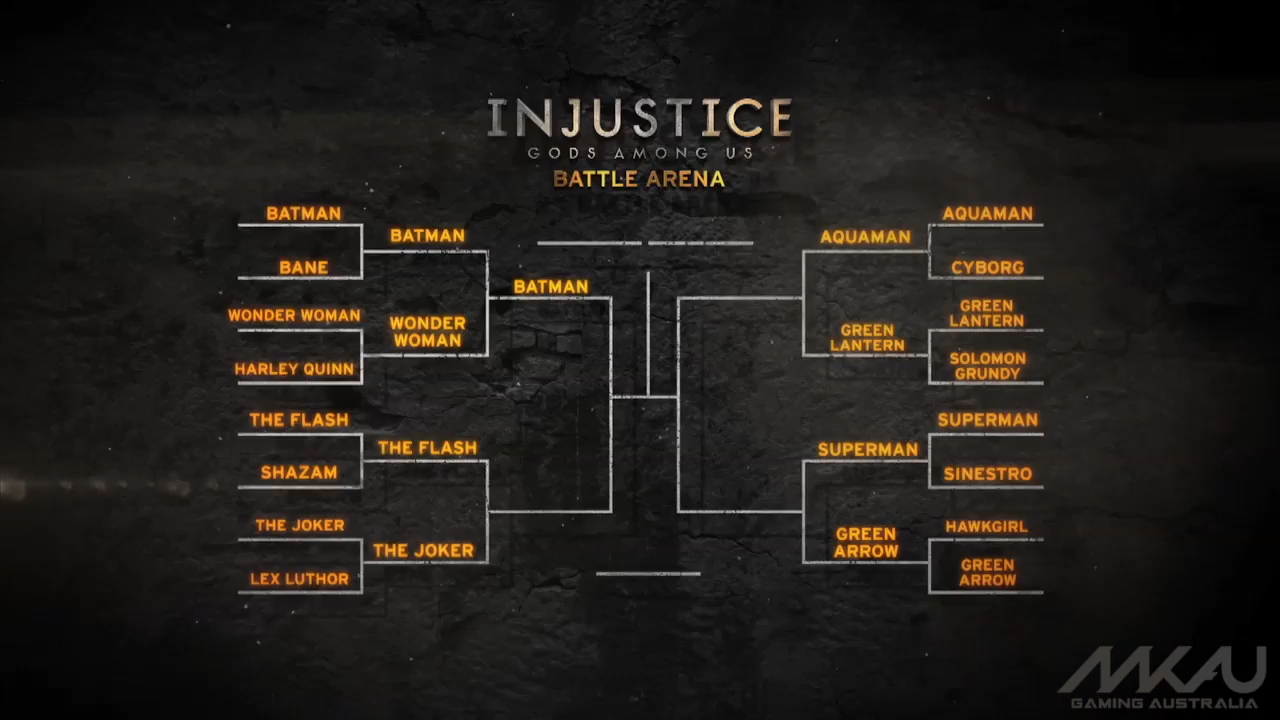 INJUSTICE
GODS AMONG US
BATTLE ARENA
BATMAN
BANE
WONDER WOMAN
HARLEY QUINN
THE FLASH
SHAZAM
THE JOKER
LEX LUTHOR
BATMAN
WONDER
WOMAN
THE FLASH
THE JOKER
BATMAN
AQUAMAN
GREEN
LANTERN
SUPERMAN
GREEN
ARROW
AQUAMAN
CYBORG
GREEN
LANTERN
SOLOMON
GRUNDY
SUPERMAN
SINESTRO
HAWKGIRL
GREEN
ARROW
MKAU
GAMING AUSTRALIA